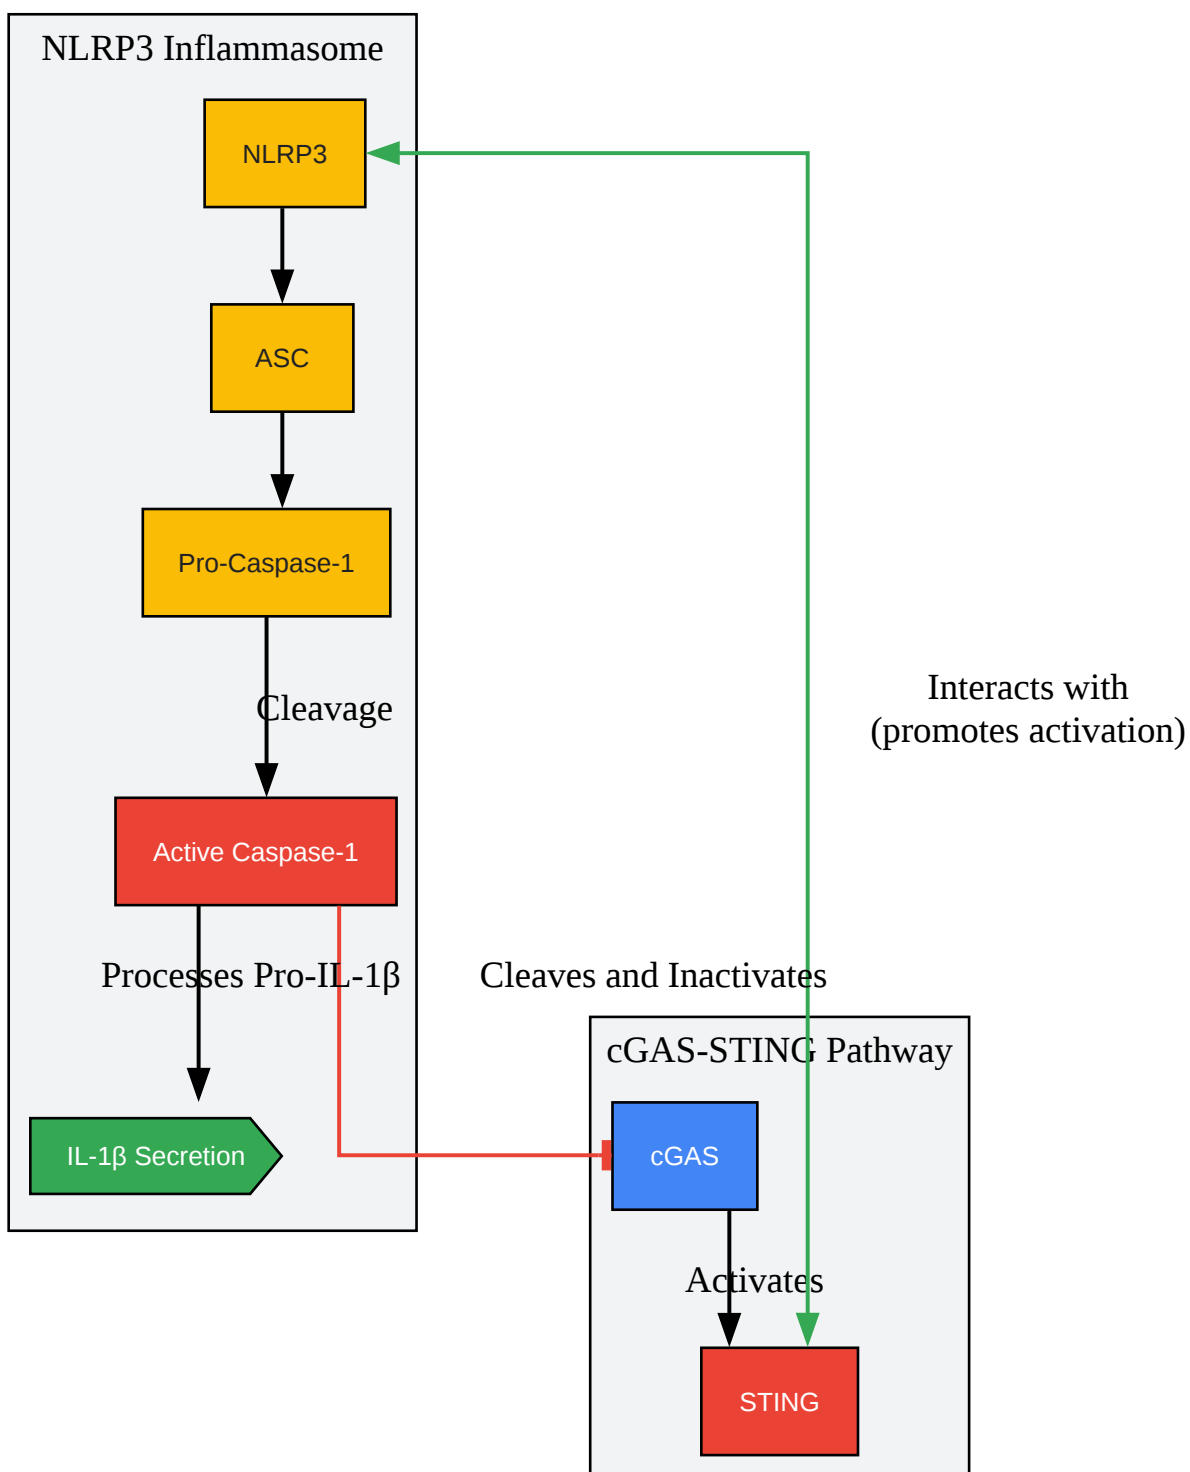 NLRP3 Inflammasome
NLRP3
ASC
Pro-Caspase-1
Cleavage
Interacts with
(promotes activation)
Active Caspase-1
Processes Pro-IL-1β
Cleaves and Inactivates
cGAS-STING Pathway
IL-1β Secretion
cGAS
Activates
STING